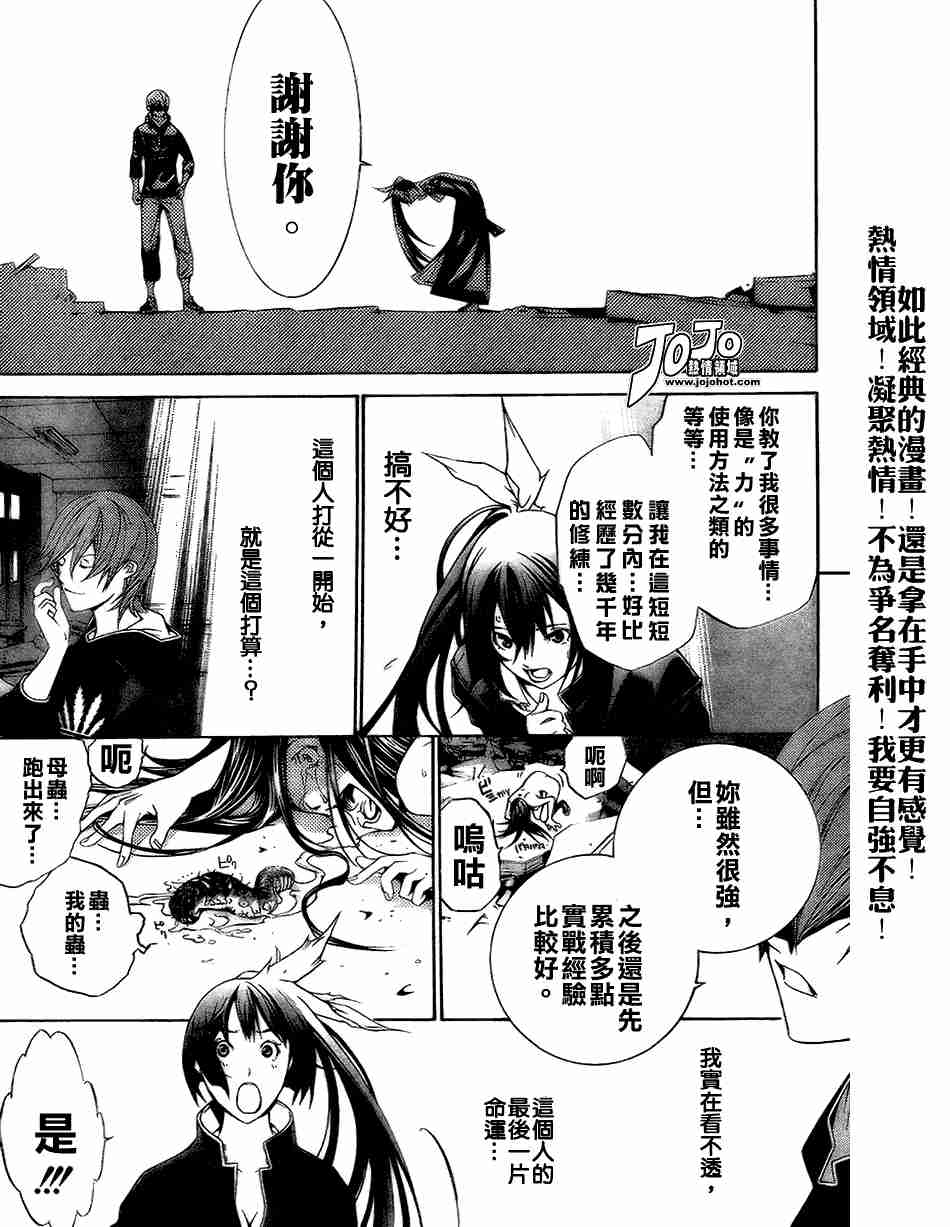 謝謝你。
JOJO
熱情領域
www.jojohot.com
你教了我很多事情…
像是〞力〝的
使用方法之類的
等等…
讓我在這短短
數分內…好比
經歷了幾千年
的修練…
搞不好…
這個人打從一開始，
就是這個打算…？
妳雖然很強，
但…
之後還是先
累積多點
實戰經驗
比較好。
呃啊
嗚咕
呃
母蟲…
跑出來了…
蟲…
我的蟲…
我實在看不透，
這個人的
最後一片
命運…
是!!!
如此經典的漫畫！還是拿在手中才更有感覺！
熱情領域！凝聚熱情！不為爭名奪利！我要自強不息！